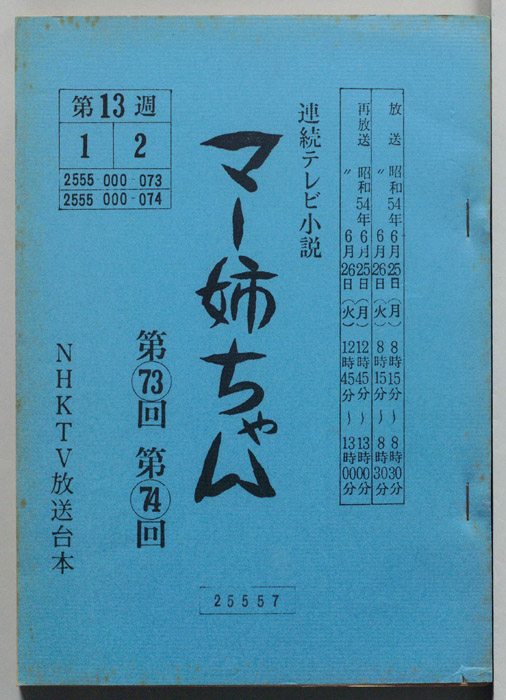 放送 昭和54年6月25日(月) 8時15分〜8時30分
〃 6月26日(火) 8時15分〜8時30分
再放送 昭和54年6月25日(月) 12時45分〜13時00分
〃 6月26日(火) 12時45分〜13時00分
連続テレビ小説
マー姉ちゃん
第73回 第74回
第13週
1 2
2555 000 073
2555 000 074
NHKTV放送台本
25557